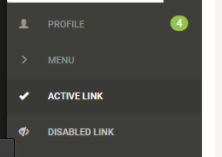 PROFILE 4
MENU
ACTIVE LINK
DISABLED LINK